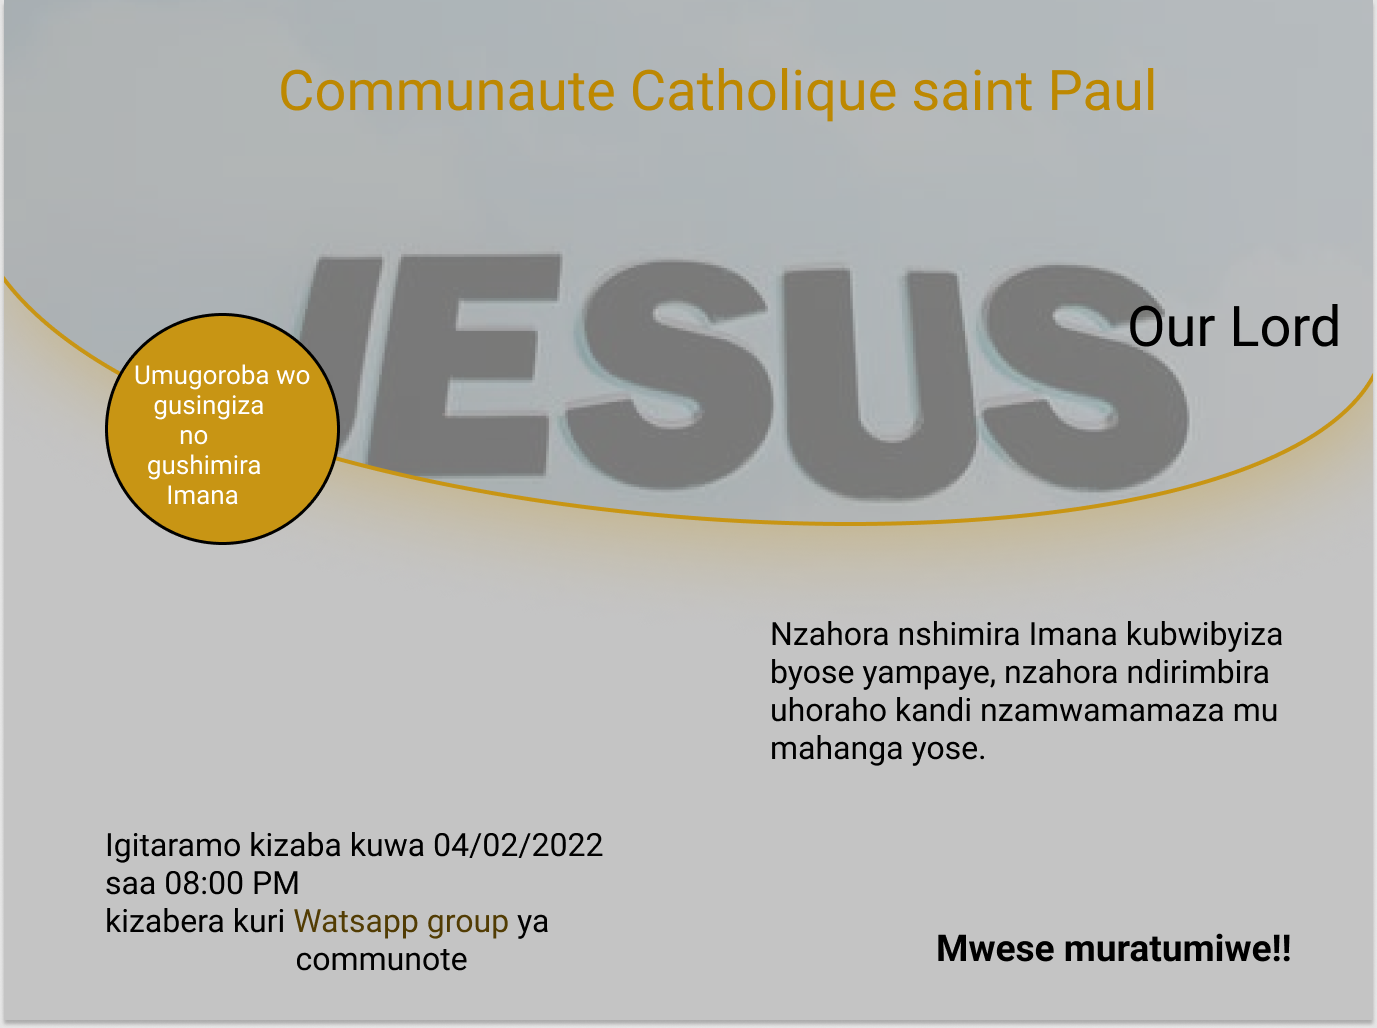 Communaute Catholique saint Paul
JESUS
Our Lord
Umugoroba wo
gusingiza
no
gushimira
Imana
Nzahora nshimira Imana kubwibyiza
byose yampaye, nzahora ndirimbira
uhoraho kandi nzamwamamaza mu
mahanga yose.
Igitaramo kizaba kuwa 04/02/2022
saa 08:00 PM
kizabera kuri Watsapp group ya
communote
Mwese muratumiwe!!